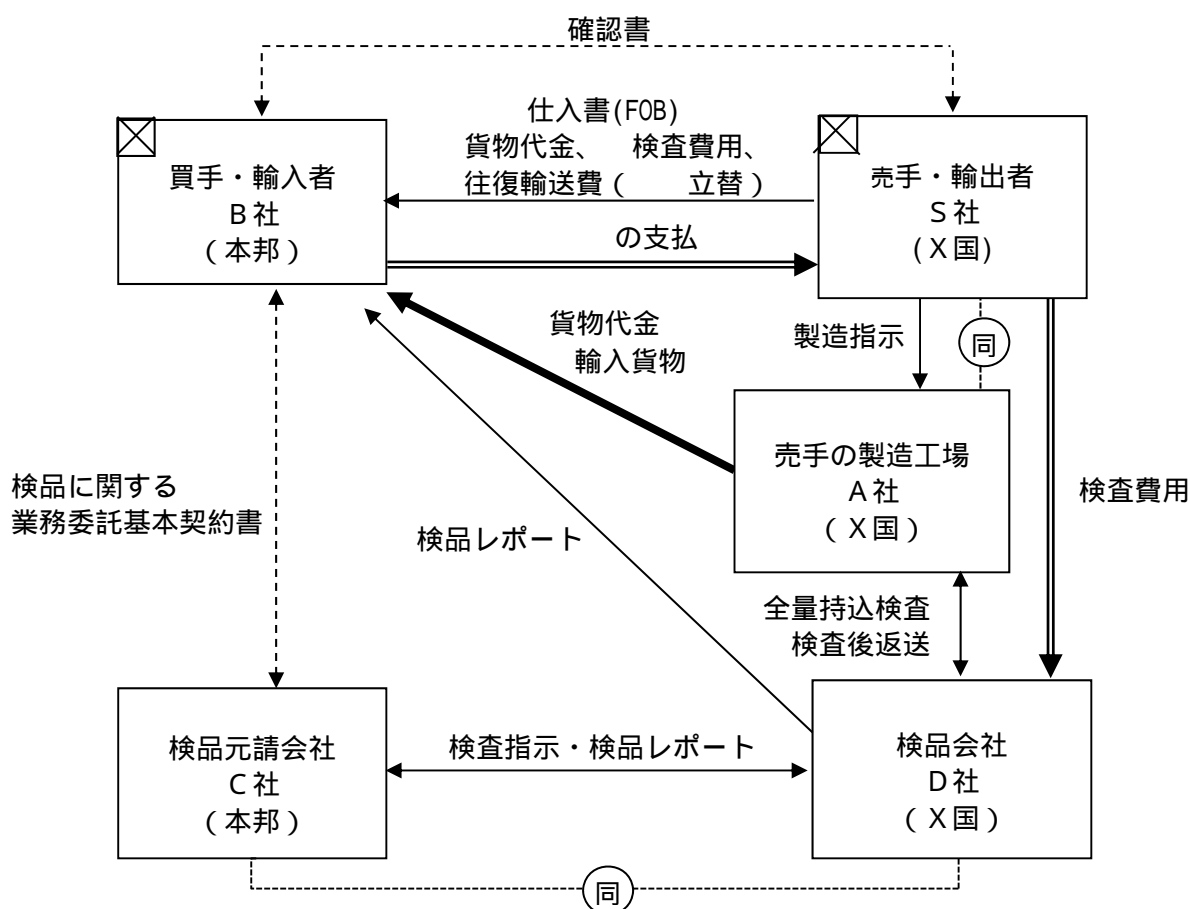 確認書
仕入書(FOB)
貨物代金、　検査費用、
往復輸送費(　　立替)
買手・輸入者
B社
(本邦)
売手・輸出者
S社
(X国)
の支払
貨物代金
輸入貨物
製造指示
同
売手の製造工場
A社
(X国)
検査費用
検品に関する
業務委託基本契約書
検品レポート
全量持込検査
検査後返送
検品元請会社
C社
(本邦)
検査指示・検品レポート
検品会社
D社
(X国)
同